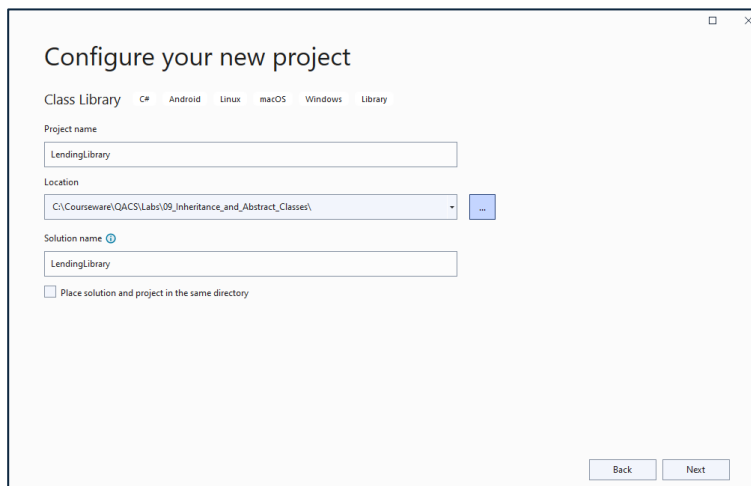 Configure your new project
Class Library C# Android Linux macOS Windows Library
Project name
LendingLibrary
Location
C:\Courseware\QACS\Labs\09_Inheritance_and_Abstract_Classes\
...
Solution name
LendingLibrary
Place solution and project in the same directory
Back Next